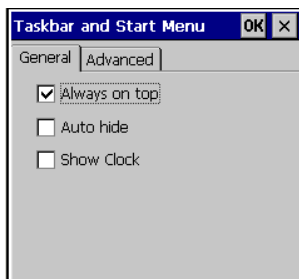 Taskbar and Start Menu OK ×
General Advanced
Always on top
Auto hide
Show Clock